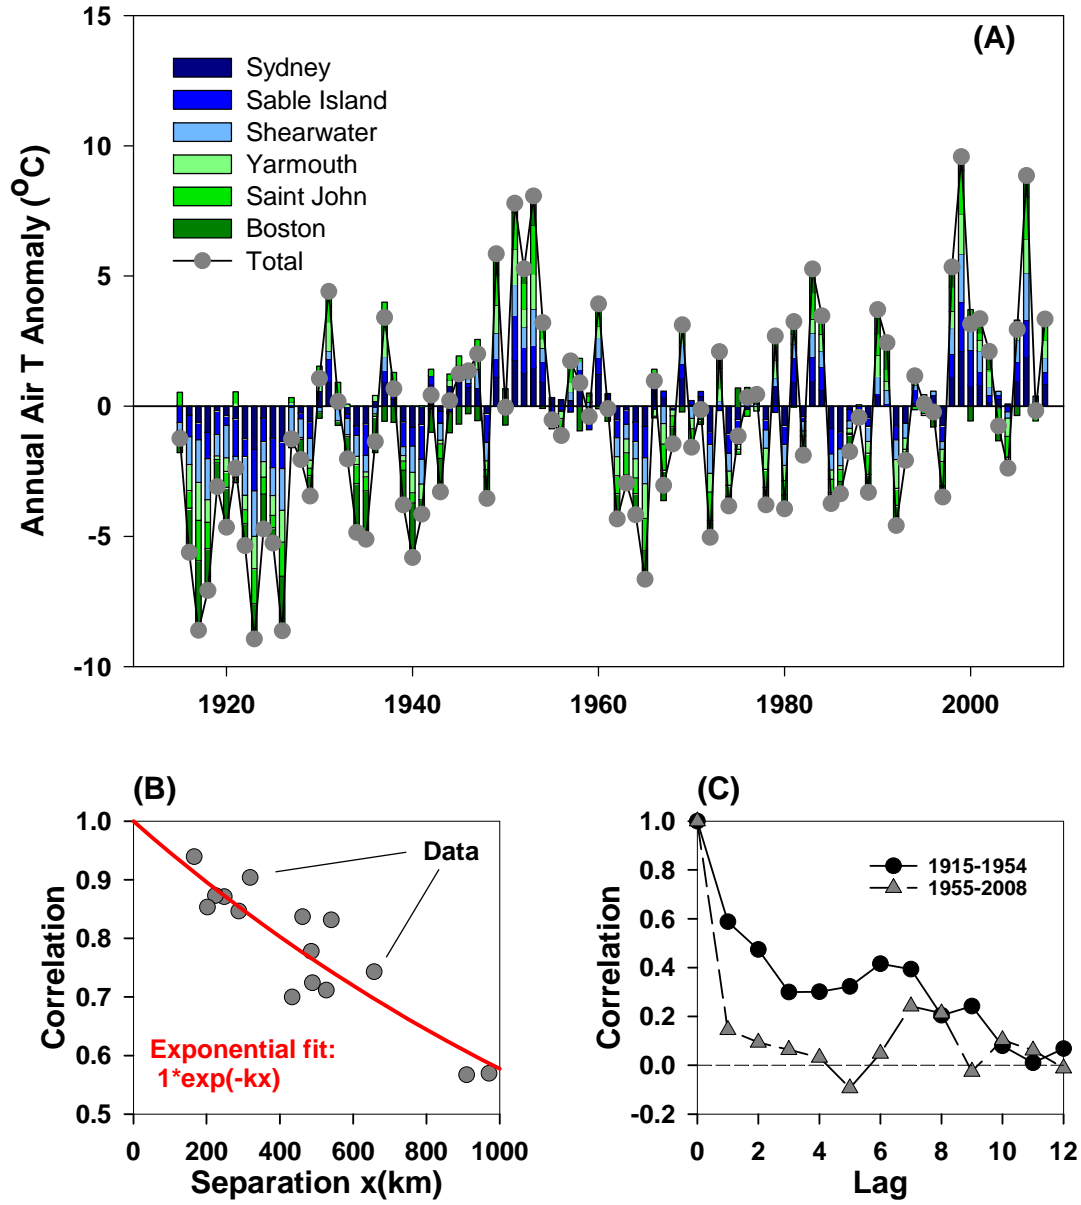 (A)
15
10
5
0
-5
-10
Annual Air T Anomaly (°C)
Sydney
Sable Island
Shearwater
Yarmouth
Saint John
Boston
Total
1920
1940
1960
1980
2000
(B)
1.0
0.9
0.8
0.7
0.6
0.5
Correlation
Data
Exponential fit:
1*exp(-kx)
0
200
400
600
800
1000
Separation x(km)
(C)
1.0
0.8
0.6
0.4
0.2
0.0
-0.2
Correlation
1915-1954
1955-2008
0
2
4
6
8
10
12
Lag